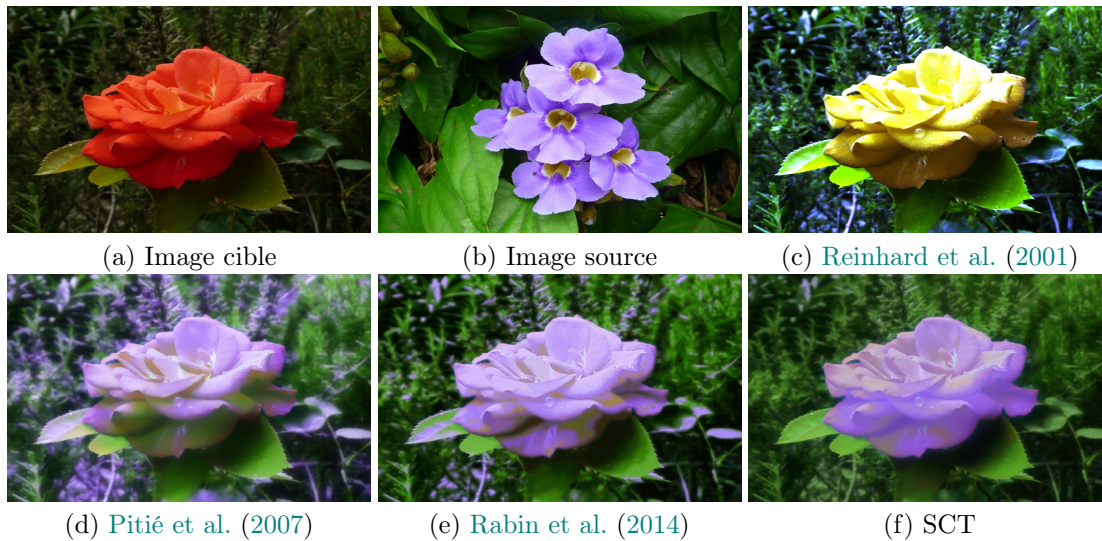 (a) Image cible
(b) Image source
(c) Reinhard et al. (2001)
(d) Pitié et al. (2007)
(e) Rabin et al. (2014)
(f) SCT